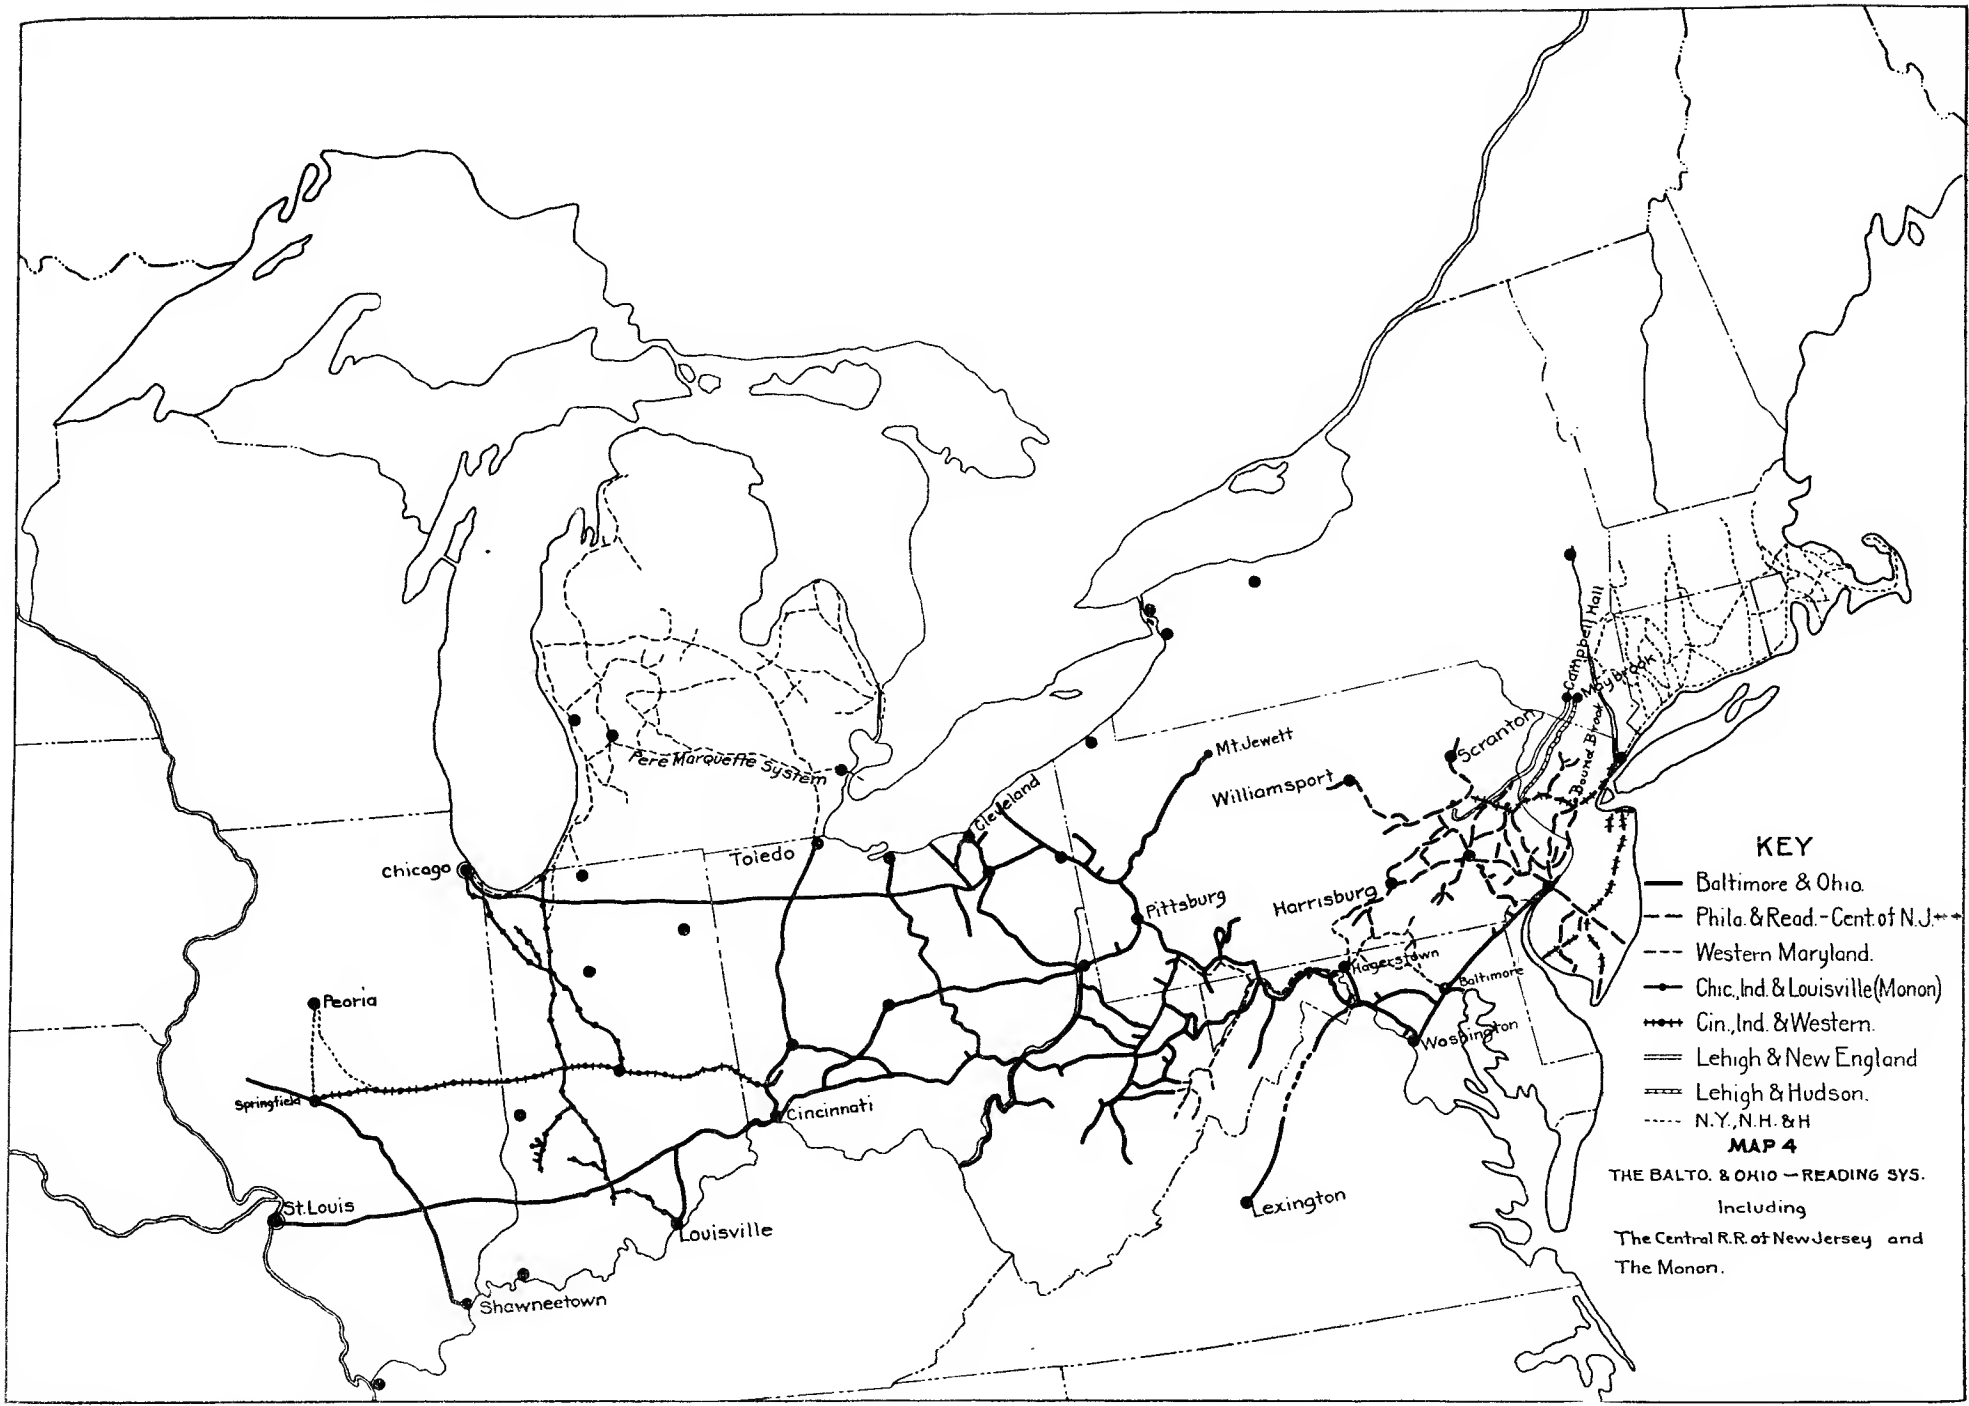 Campbell Hall
Maybrook
Scranton
Bound Brook
Mt. Jewett
Pere Marquette System
Williamsport
Cleveland
Toledo
Chicago
Pittsburg
Harrisburg
Hagerstown
Baltimore
Peoria
Washington
Springfield
Cincinnati
Lexington
St. Louis
Louisville
Shawneetown
KEY
Baltimore & Ohio.
Phila. & Read.-Cent. of N.J.
Western Maryland.
Chic., Ind. & Louisville (Monon)
Cin., Ind. & Western.
Lehigh & New England
Lehigh & Hudson.
N.Y., N.H. & H
MAP 4
THE BALTO. & OHIO — READING SYS.
Including
The Central R.R. of New Jersey and
The Monon.